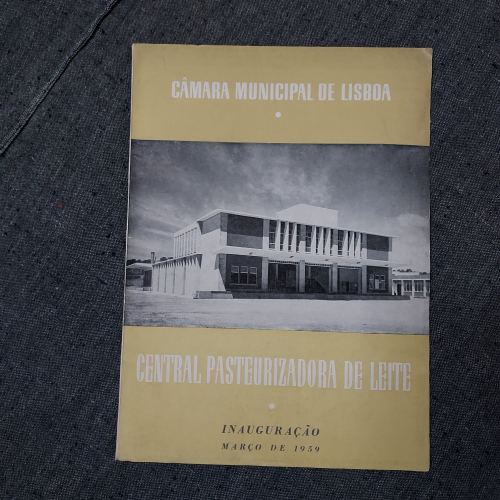 CÂMARA MUNICIPAL DE LISBOA
CENTRAL PASTEURIZADORA DE LEITE
INAUGURAÇÃO
MARÇO DE 1959